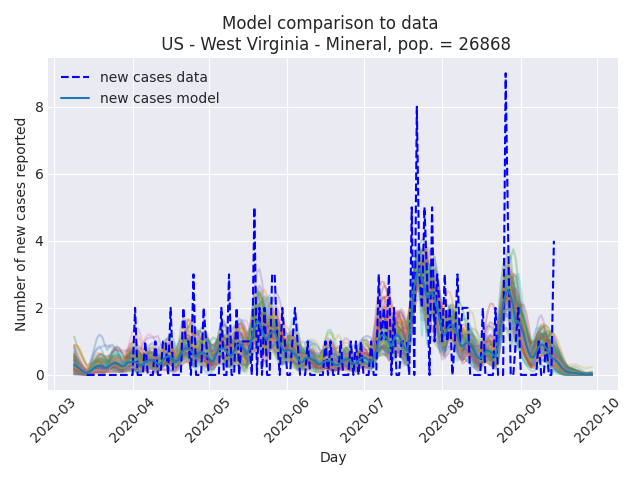 Model comparison to data
US - West Virginia - Mineral, pop. = 26868
new cases data
new cases model
Number of new cases reported
8
6
4
2
0
2020-03
2020-04
2020-05
2020-06
2020-07
2020-08
2020-09
2020-10
Day